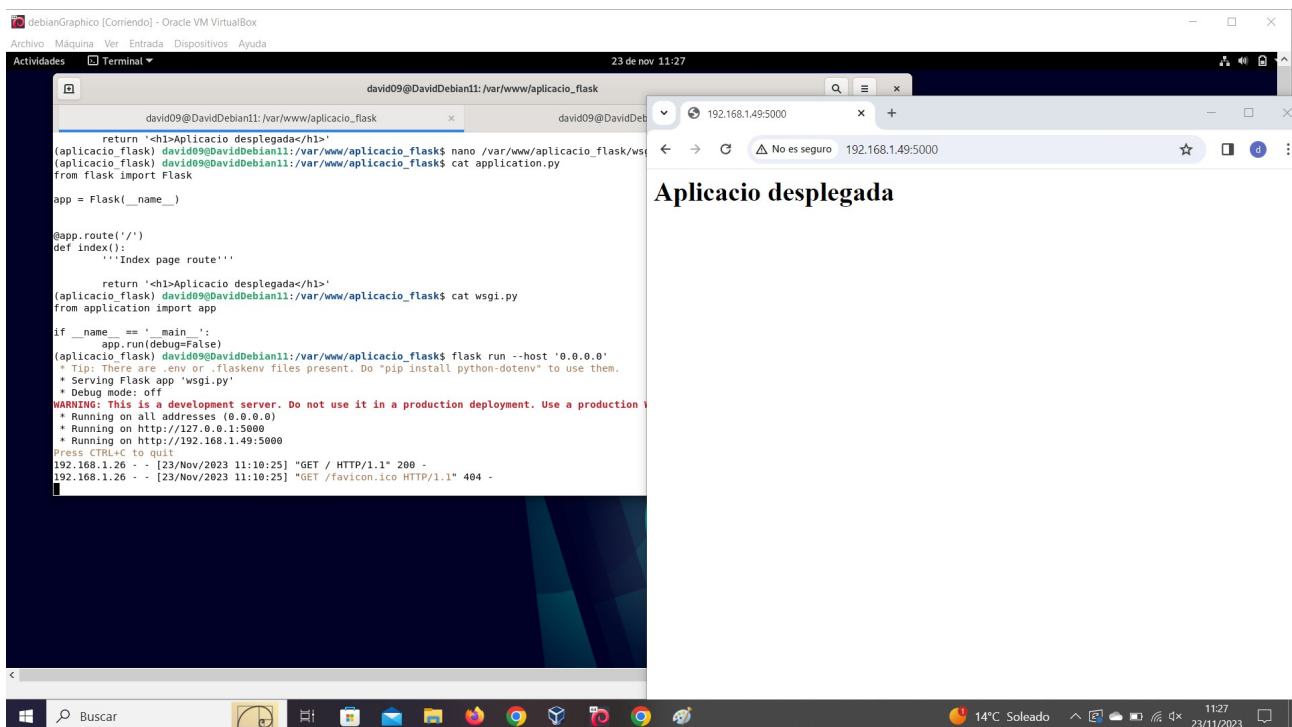 debianGraphico [Corriendo] - Oracle VM VirtualBox
Archivo Máquina Ver Entrada Dispositivos Ayuda
Actividades Terminal 23 de nov 11:27
david09@DavidDebian11: /var/www/aplicacio_flask
david09@DavidDebian11: /var/www/aplicacio_flask
david09@DavidDeb
return '<h1>Aplicacio desplegada</h1>'
(aplicacio_flask) david09@DavidDebian11:/var/www/aplicacio_flask$ nano /var/www/aplicacio_flask/wsg
(aplicacio_flask) david09@DavidDebian11:/var/www/aplicacio_flask$ cat application.py
from flask import Flask
app = Flask(__name__)
@app.route('/')
def index():
'''Index page route'''
return '<h1>Aplicacio desplegada</h1>'
(aplicacio_flask) david09@DavidDebian11:/var/www/aplicacio_flask$ cat wsgi.py
from application import app
if __name__ == '__main__':
app.run(debug=False)
(aplicacio_flask) david09@DavidDebian11:/var/www/aplicacio_flask$ flask run --host '0.0.0.0'
* Tip: There are .env or .flaskenv files present. Do "pip install python-dotenv" to use them.
* Serving Flask app 'wsgi.py'
* Debug mode: off
WARNING: This is a development server. Do not use it in a production deployment. Use a production W
* Running on all addresses (0.0.0.0)
* Running on http://127.0.0.1:5000
* Running on http://192.168.1.49:5000
Press CTRL+C to quit
192.168.1.26 - - [23/Nov/2023 11:10:25] "GET / HTTP/1.1" 200 -
192.168.1.26 - - [23/Nov/2023 11:10:25] "GET /favicon.ico HTTP/1.1" 404 -
192.168.1.49:5000
No es seguro 192.168.1.49:5000
d
Aplicacio desplegada
Buscar
1
14°C Soleado
11:27
23/11/2023